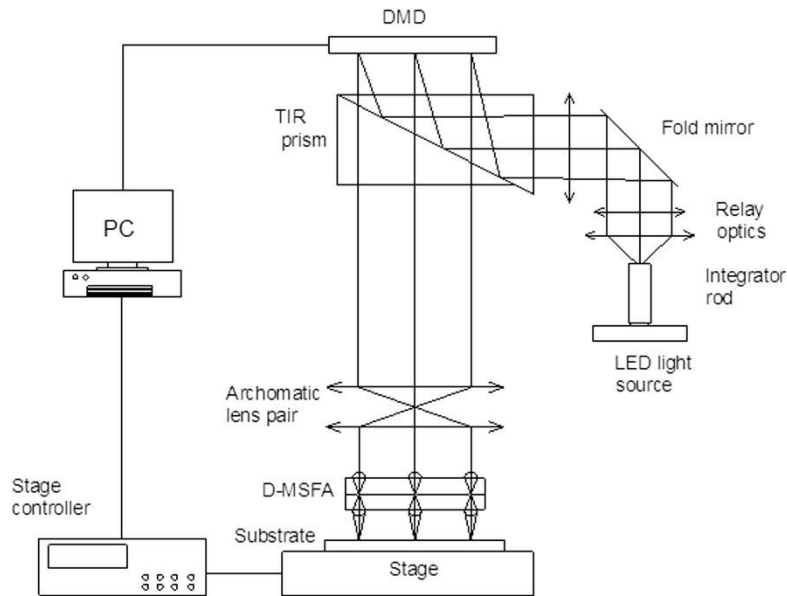 DMD
TIR
prism
Fold mirror
PC
Relay
optics
Integrator
rod
LED light
source
Archomatic
lens pair
D-MSFA
Stage
controller
Substrate
Stage